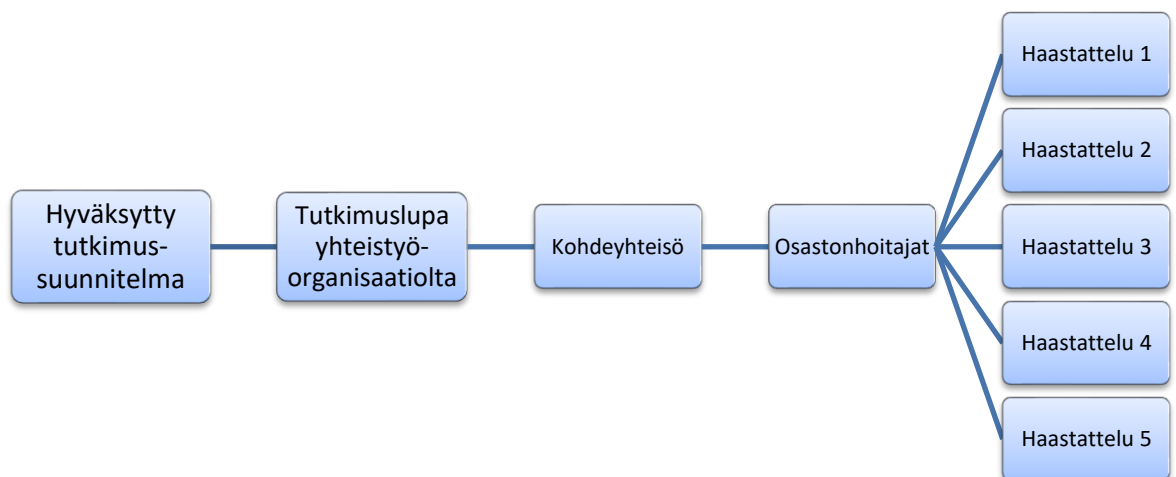 Hyväksytty
tutkimus-
suunnitelma
Tutkimuslupa
yhteistyö-
organisaatiolta
Kohdeyhteisö
Osastonhoitajat
Haastattelu 1
Haastattelu 2
Haastattelu 3
Haastattelu 4
Haastattelu 5